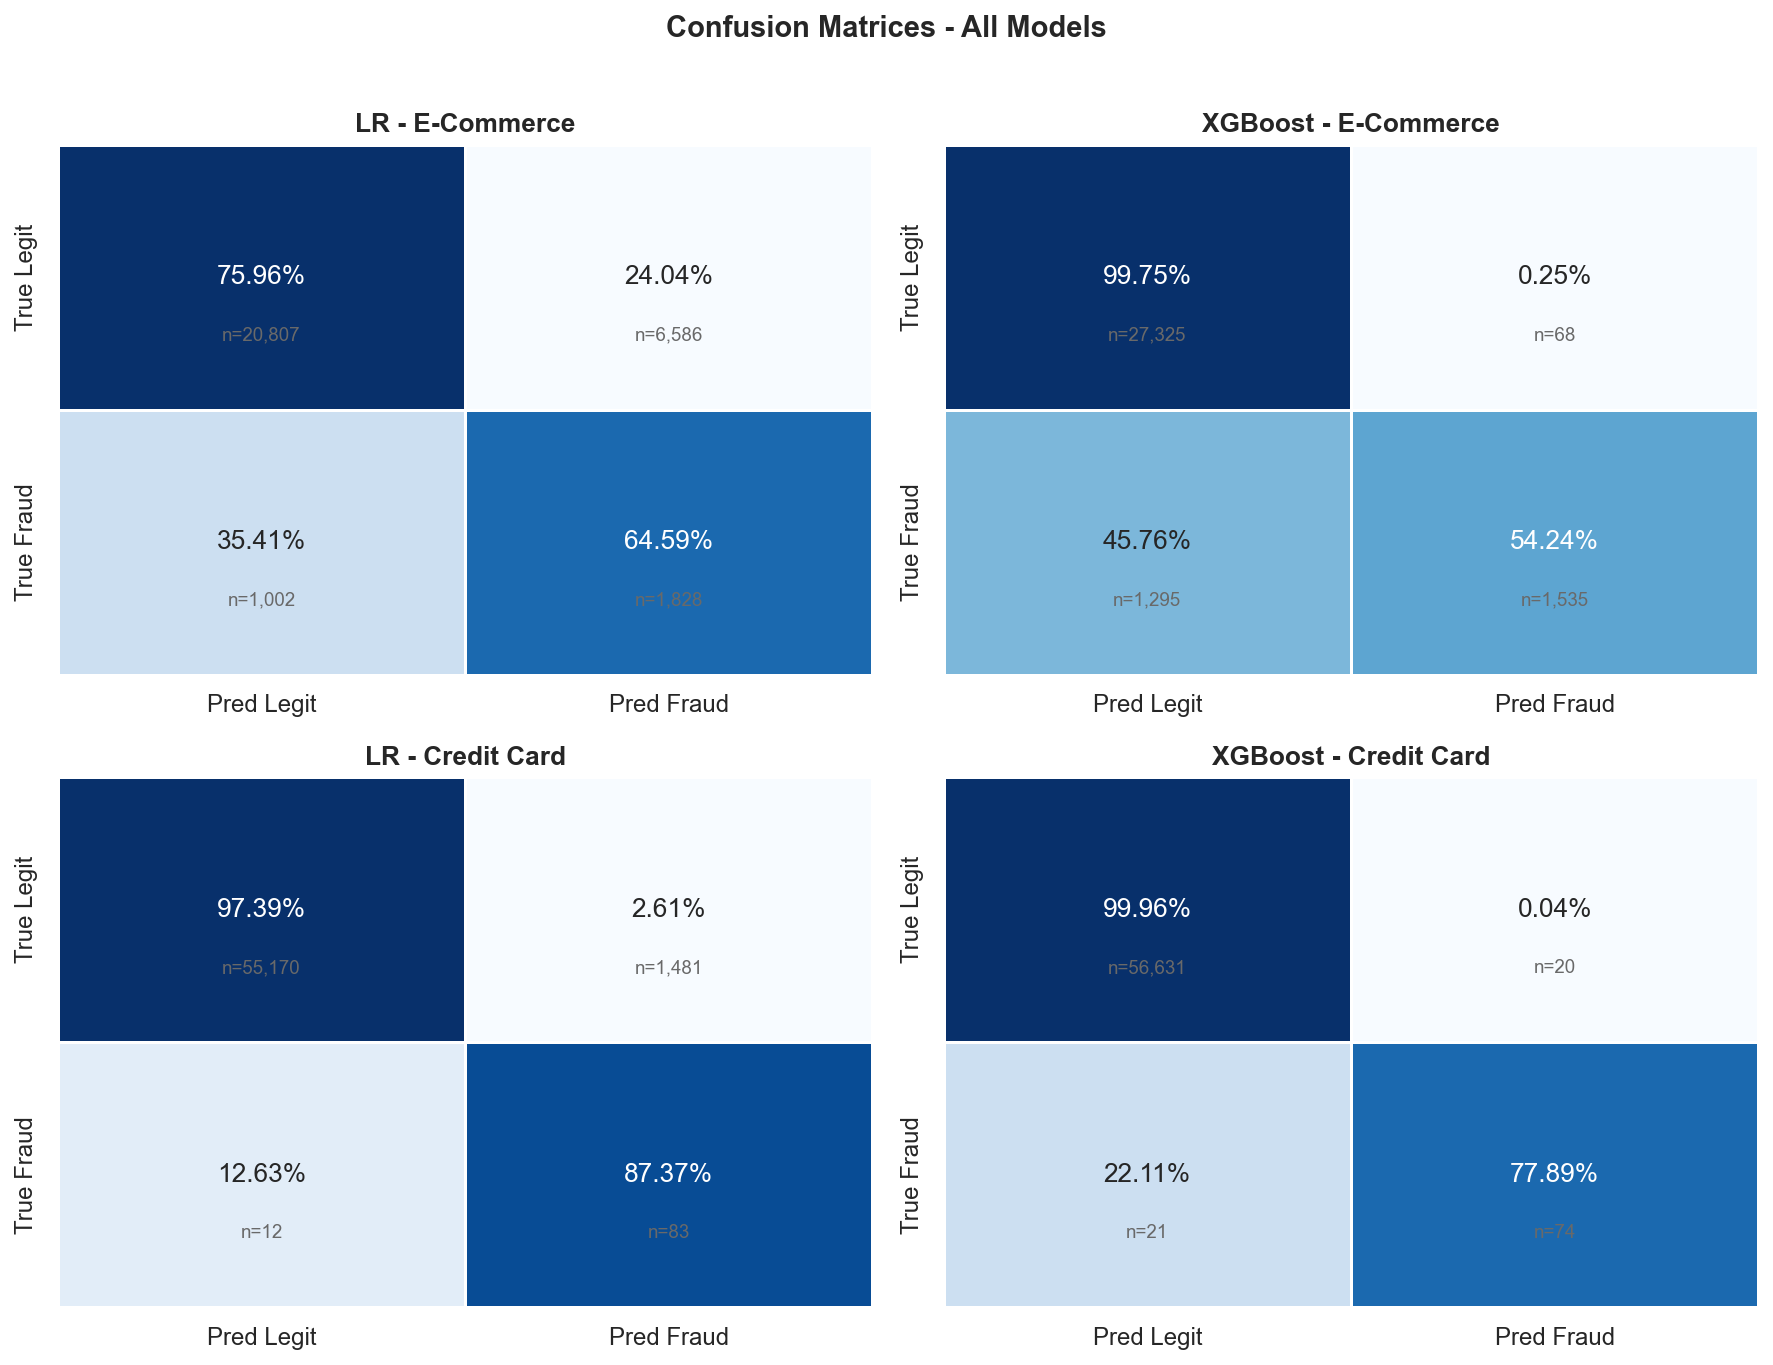 Confusion Matrices - All Models
LR - E-Commerce
True Legit
75.96%
24.04%
n=20,807
n=6,586
True Fraud
35.41%
64.59%
n=1,002
n=1,828
Pred Legit
Pred Fraud
XGBoost - E-Commerce
True Legit
99.75%
0.25%
n=27,325
n=68
True Fraud
45.76%
54.24%
n=1,295
n=1,535
Pred Legit
Pred Fraud
LR - Credit Card
True Legit
97.39%
2.61%
n=55,170
n=1,481
True Fraud
12.63%
87.37%
n=12
n=83
Pred Legit
Pred Fraud
XGBoost - Credit Card
True Legit
99.96%
0.04%
n=56,631
n=20
True Fraud
22.11%
77.89%
n=21
n=74
Pred Legit
Pred Fraud